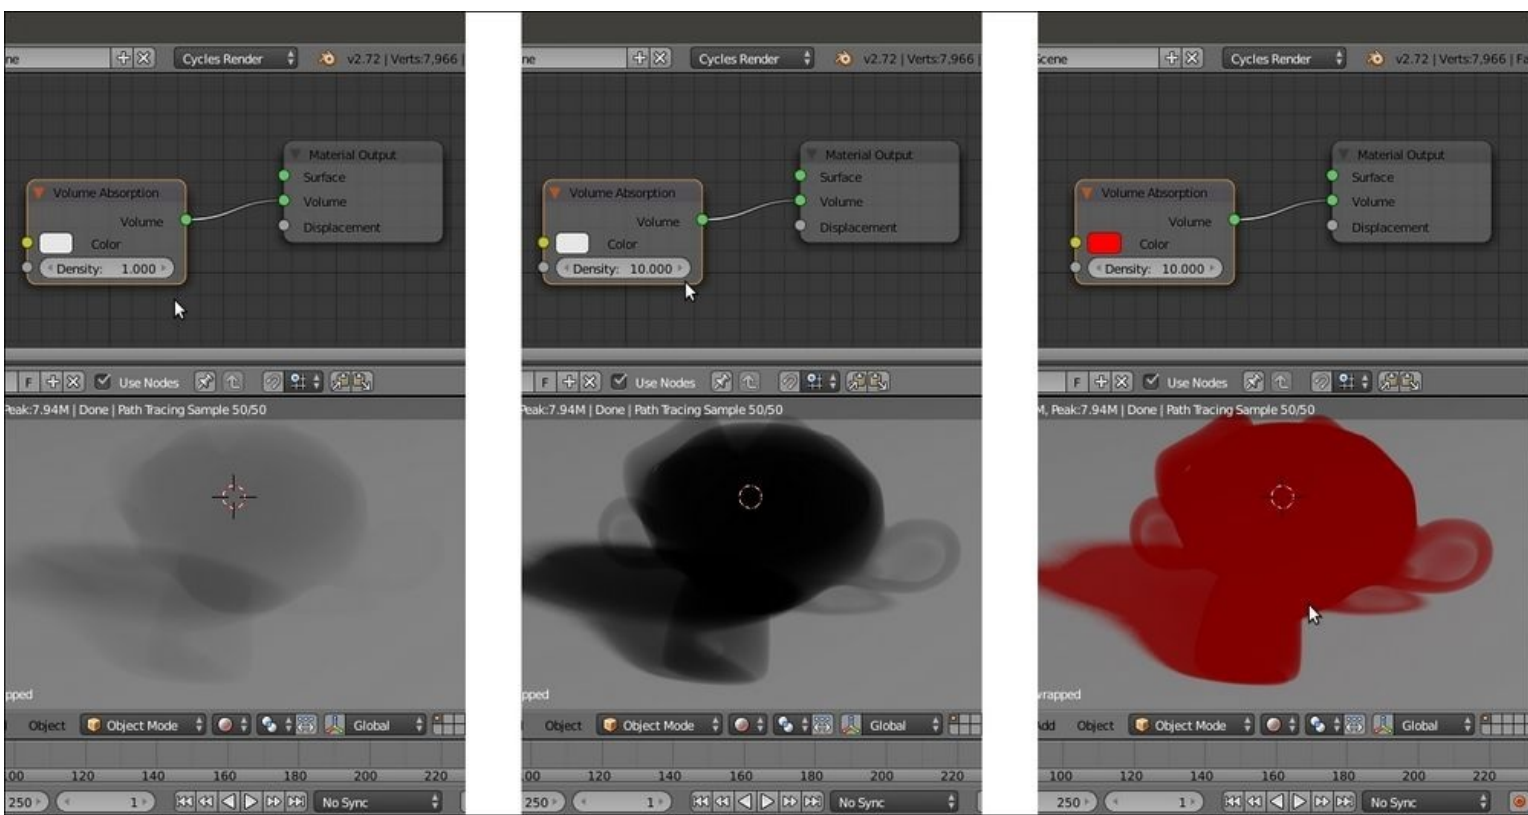 ne
Cycles Render
v2.72 | Verts:7,966 |
Material Output
Surface
Volume
Displacement
Volume Absorption
Volume
Color
Density: 1.000
F
Use Nodes
Peak:7.94M | Done | Path Tracing Sample 50/50
pped
Object
Object Mode
Global
100
120
140
160
180
200
220
250
1
No Sync
ne
Cycles Render
v2.72 | Verts:7,966
Material Output
Surface
Volume
Displacement
Volume Absorption
Volume
Color
Density: 10.000
F
Use Nodes
Peak:7.94M | Done | Path Tracing Sample 50/50
pped
Object
Object Mode
Global
100
120
140
160
180
200
220
250
1
No Sync
Scene
Cycles Render
v2.72 | Verts:7,966 | Fa
Material Output
Surface
Volume
Displacement
Volume Absorption
Volume
Color
Density: 10.000
F
Use Nodes
M, Peak:7.94M | Done | Path Tracing Sample 50/50
wrapped
Add
Object
Object Mode
Global
100
120
140
160
180
200
220
250
1
No Sync